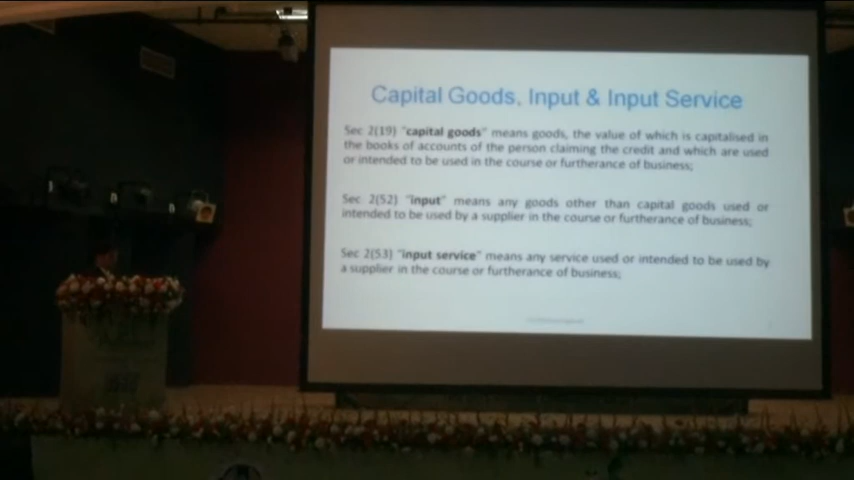 Capital Goods, Input & Input Service
Sec 2(19) "capital goods" means goods, the value of which is capitalised in
the books of accounts of the person claiming the credit and which are used
or intended to be used in the course or furtherance of business;
Sec 2(52) "input" means any goods other than capital goods used or
intended to be used by a supplier in the course or furtherance of business;
Sec 2(53) "input service" means any service used or intended to be used by
a supplier in the course or furtherance of business;